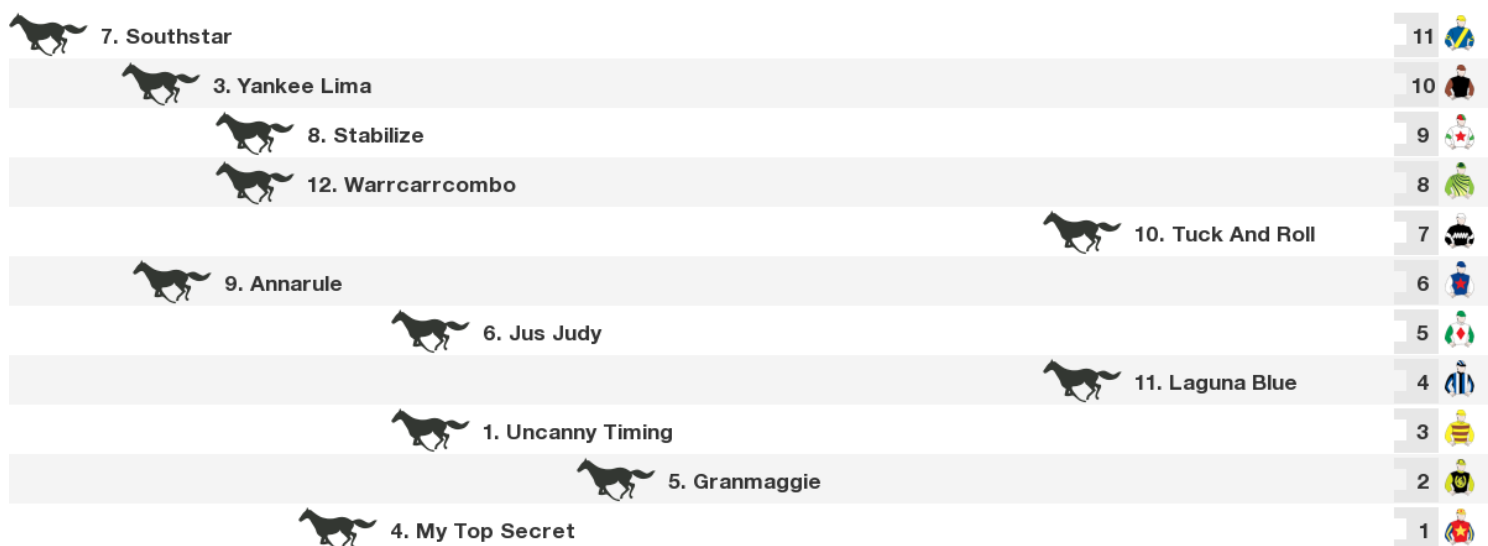 7. Southstar 11
3. Yankee Lima 10
8. Stabilize 9
12. Warrcarrcombo 8
10. Tuck And Roll 7
9. Annarule 6
6. Jus Judy 5
11. Laguna Blue 4
1. Uncanny Timing 3
5. Granmaggie 2
4. My Top Secret 1